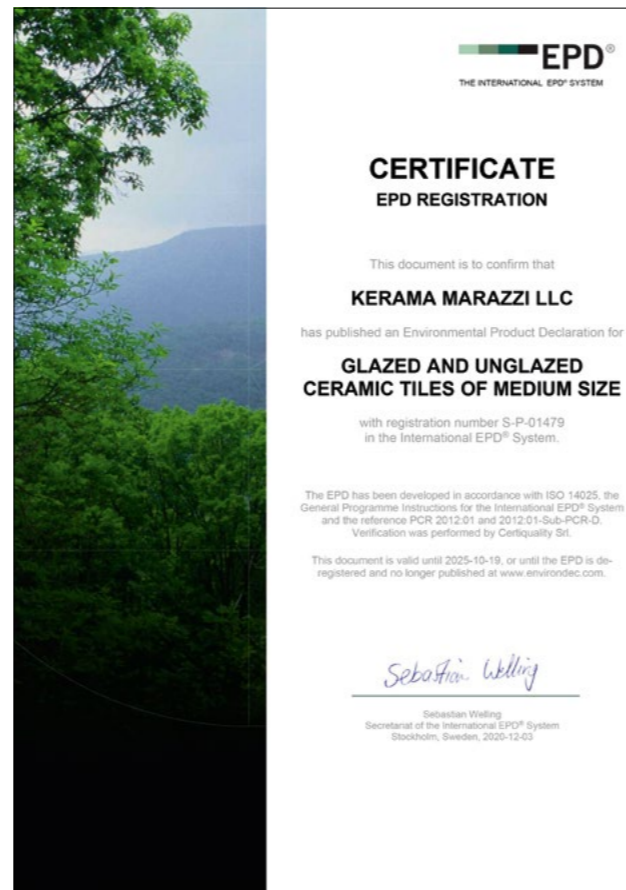 EPD®
THE INTERNATIONAL EPD® SYSTEM
CERTIFICATE
EPD REGISTRATION
This document is to confirm that
KERAMA MARAZZI LLC
has published an Environmental Product Declaration for
GLAZED AND UNGLAZED
CERAMIC TILES OF MEDIUM SIZE
with registration number S-P-01479
in the International EPD® System.
The EPD has been developed in accordance with ISO 14025, the
General Programme Instructions for the International EPD® System
and the reference PCR 2012:01 and 2012:01-Sub-PCR-D.
Verification was performed by Certiquality Srl.
This document is valid until 2025-10-19, or until the EPD is de-
registered and no longer published at www.environdec.com.
Sebastian Welling
Sebastian Welling
Secretariat of the International EPD® System
Stockholm, Sweden, 2020-12-03